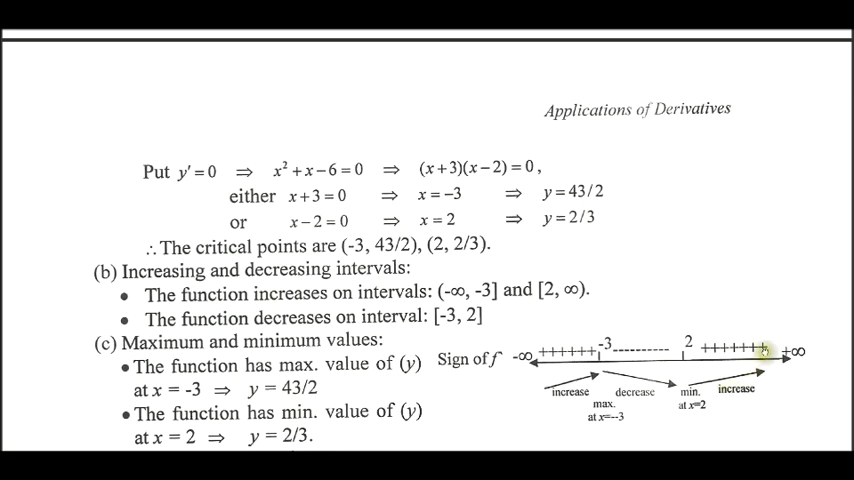 Applications of Derivatives
Put y′ = 0 ⇒ x² + x − 6 = 0 ⇒ (x + 3)(x − 2) = 0 ,
either x + 3 = 0 ⇒ x = −3 ⇒ y = 43/2
or x − 2 = 0 ⇒ x = 2 ⇒ y = 2/3
∴ The critical points are (-3, 43/2), (2, 2/3).
(b) Increasing and decreasing intervals:
• The function increases on intervals: (-∞, -3] and [2, ∞).
• The function decreases on interval: [-3, 2]
(c) Maximum and minimum values:
• The function has max. value of (y)
at x = -3 ⇒ y = 43/2
• The function has min. value of (y)
at x = 2 ⇒ y = 2/3.
Sign of f′ -∞ +++++++ -3 ---------- 2 ++++++++ +∞
increase decrease min. increase
max. at x=2
at x=-3